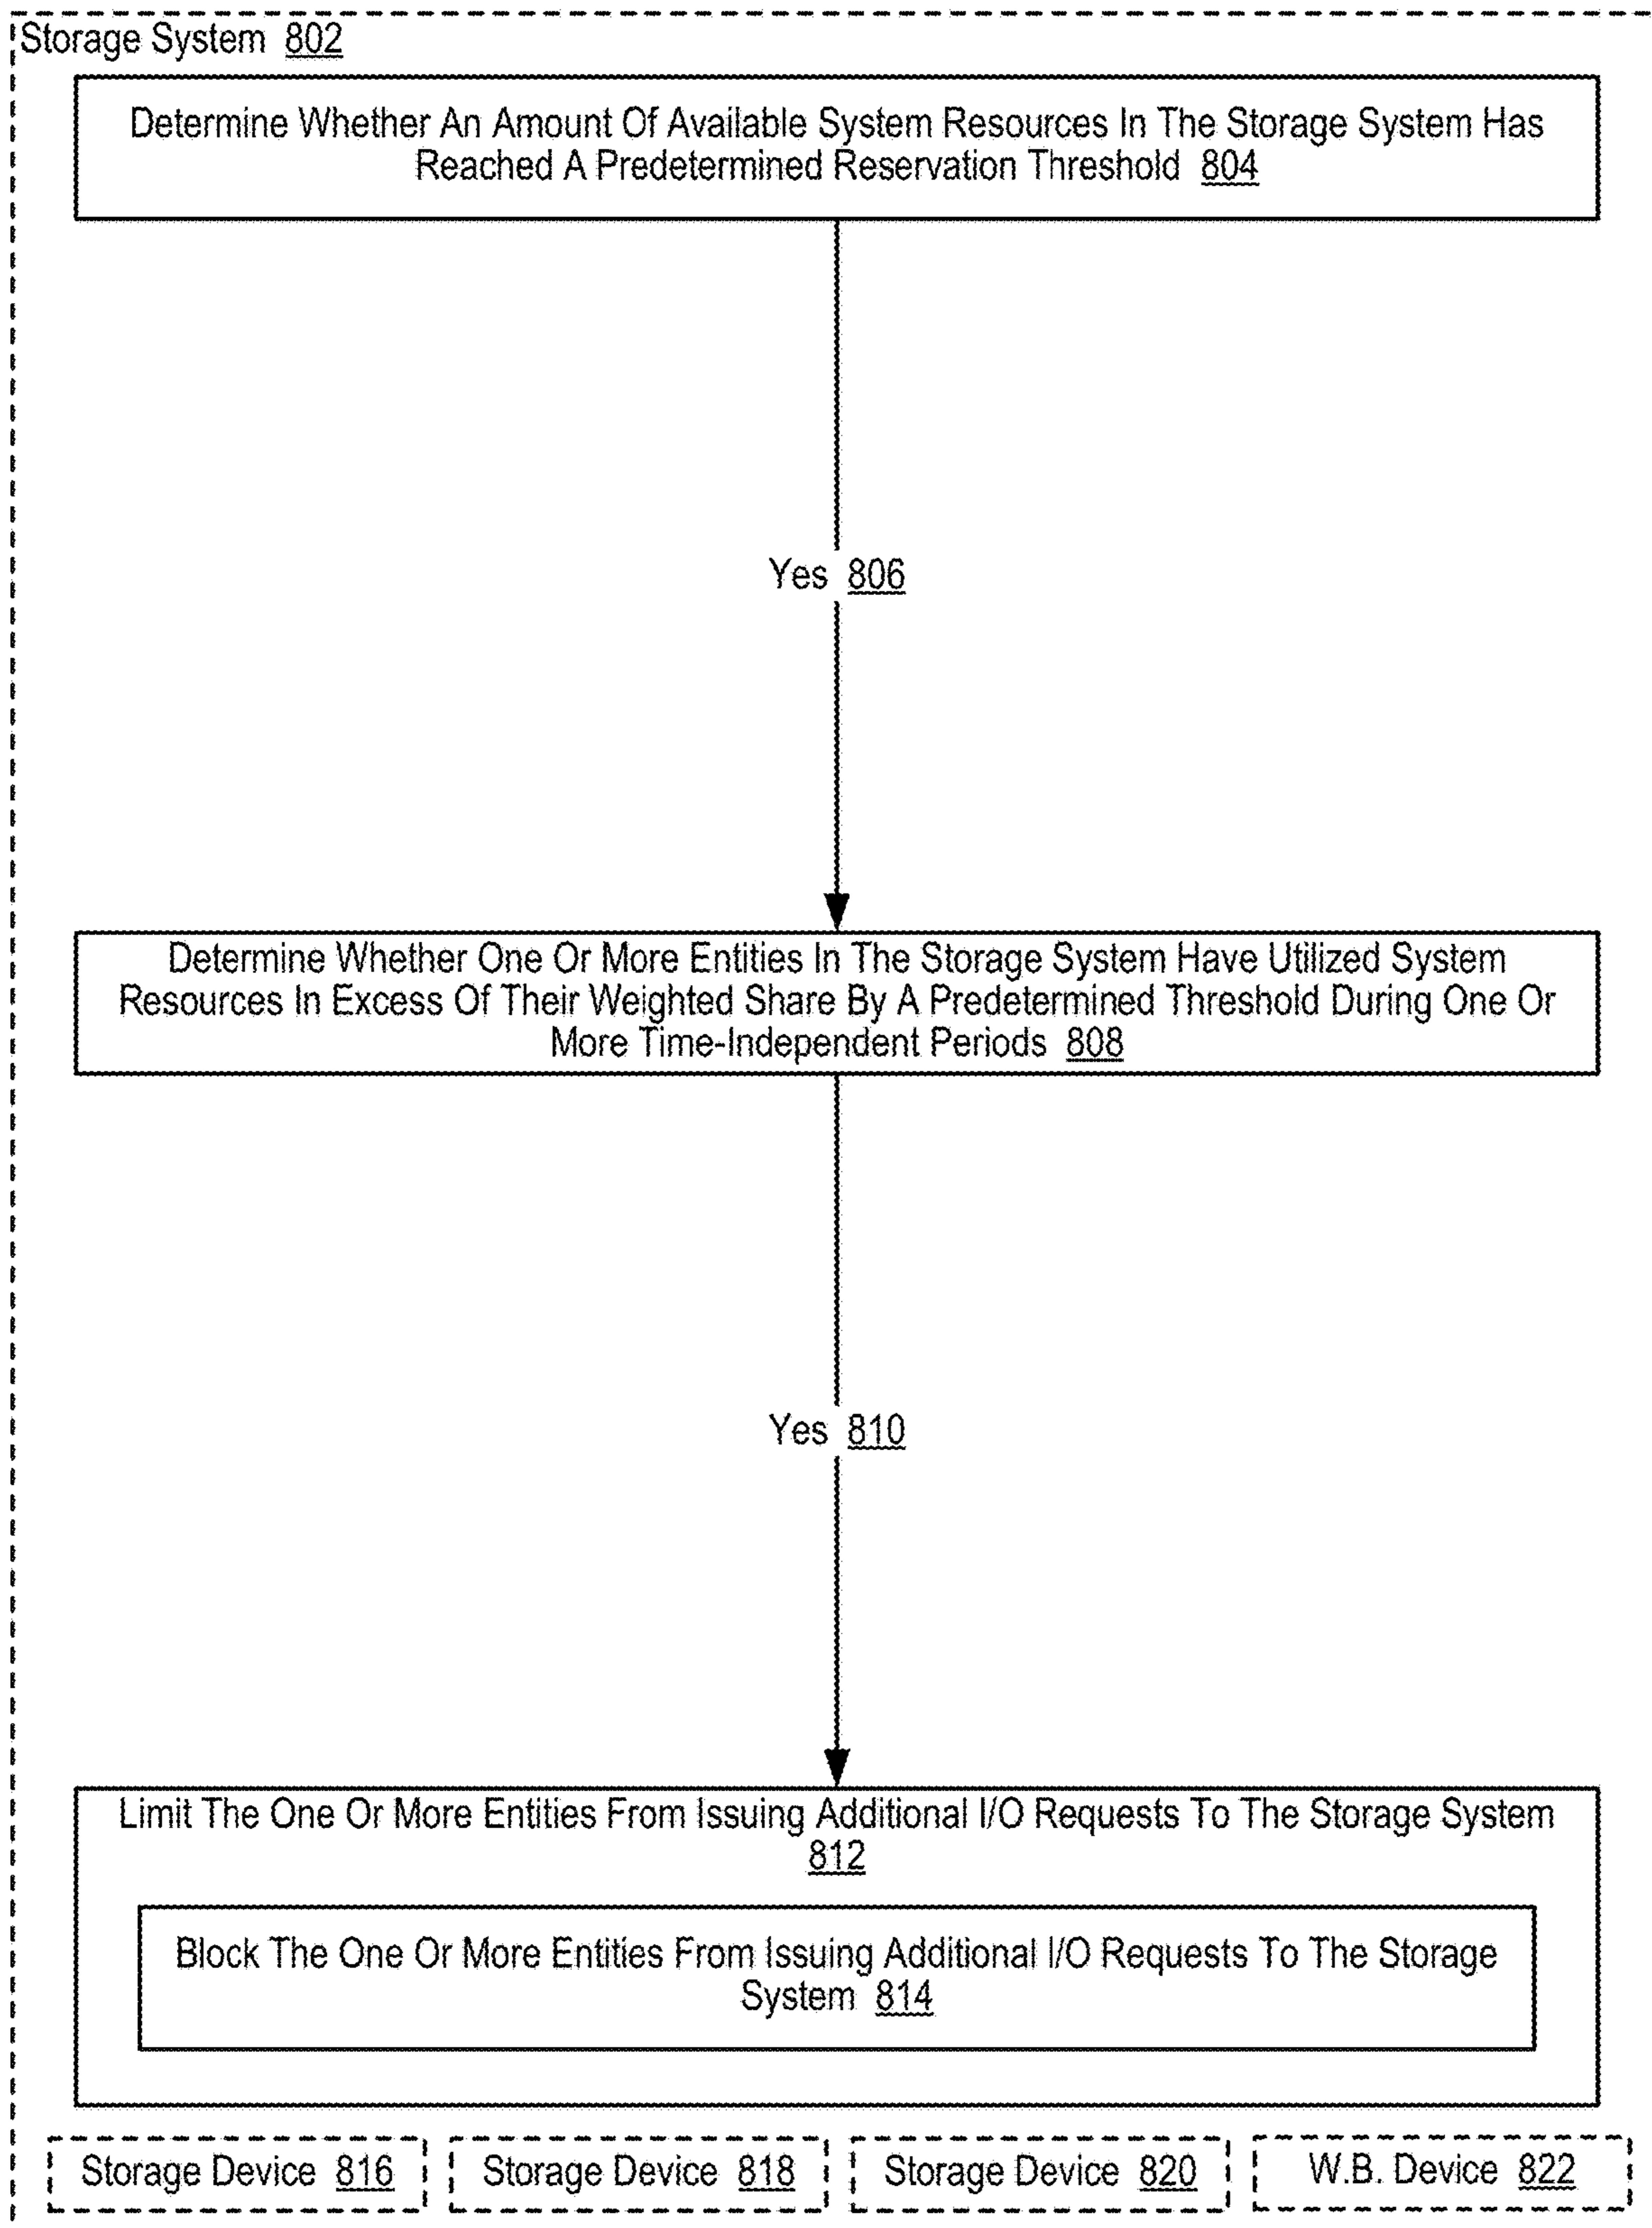 Storage System 802
Determine Whether An Amount Of Available System Resources In The Storage System Has
Reached A Predetermined Reservation Threshold 804
Yes 806
Determine Whether One Or More Entities In The Storage System Have Utilized System
Resources In Excess Of Their Weighted Share By A Predetermined Threshold During One Or
More Time-Independent Periods 808
Yes 810
Limit The One Or More Entities From Issuing Additional I/O Requests To The Storage System
812
Block The One Or More Entities From Issuing Additional I/O Requests To The Storage
System 814
Storage Device 816
Storage Device 818
Storage Device 820
W.B. Device 822